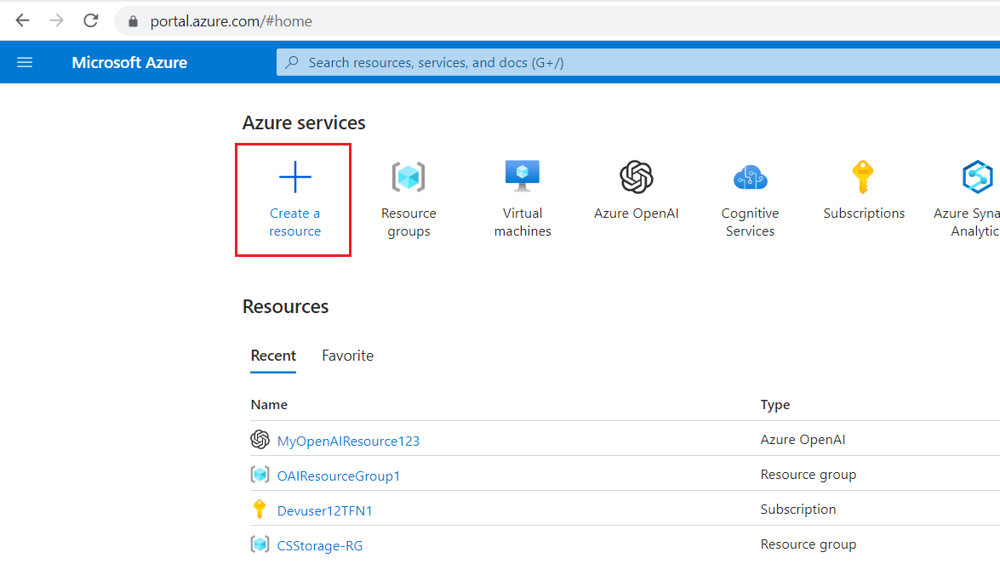 portal.azure.com/#home
Microsoft Azure
Search resources, services, and docs (G+/)
Azure services
Create a
resource
Resource
groups
Virtual
machines
Azure OpenAI
Cognitive
Services
Subscriptions
Azure Syna
Analytic
Resources
Recent
Favorite
Name
Type
MyOpenAIResource123
Azure OpenAI
OAIResourceGroup1
Resource group
Devuser12TFN1
Subscription
CSStorage-RG
Resource group